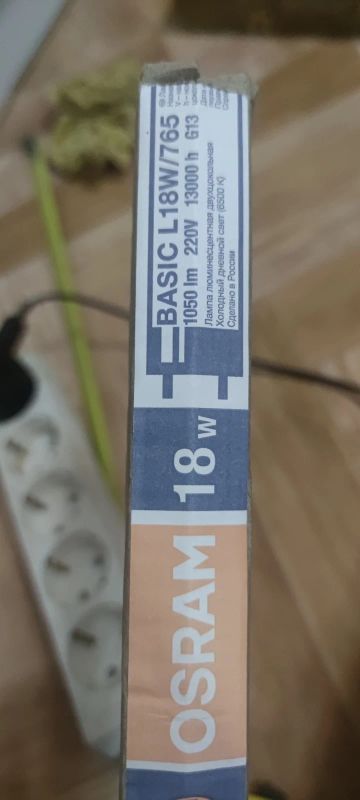 BASIC L18W/765
1050 lm 220V 13000 h G13
Лампа люминесцентная двухцокольная
Холодный дневной свет (6500 K)
Сделано в России
18 W
OSRAM